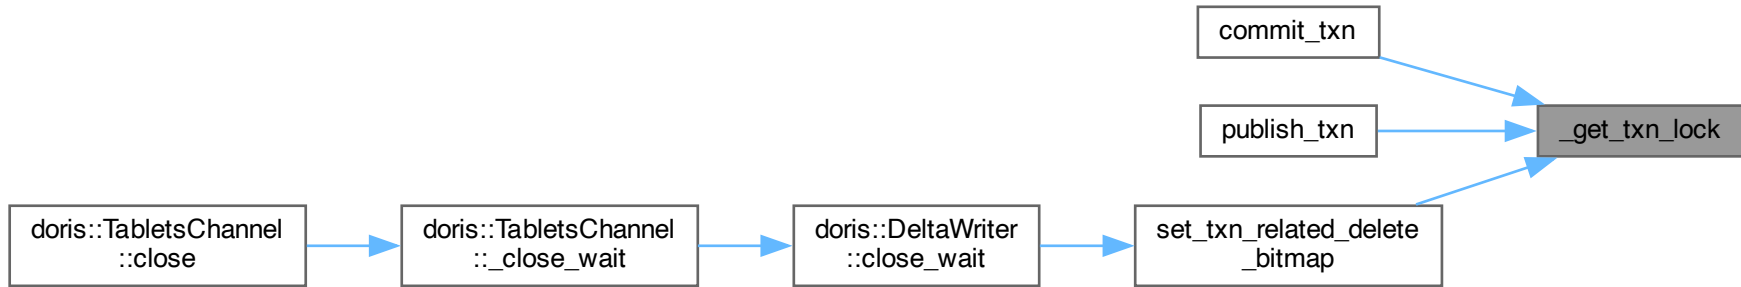 commit_txn
publish_txn
_get_txn_lock
doris::TabletsChannel
::close
doris::TabletsChannel
::_close_wait
doris::DeltaWriter
::close_wait
set_txn_related_delete
_bitmap